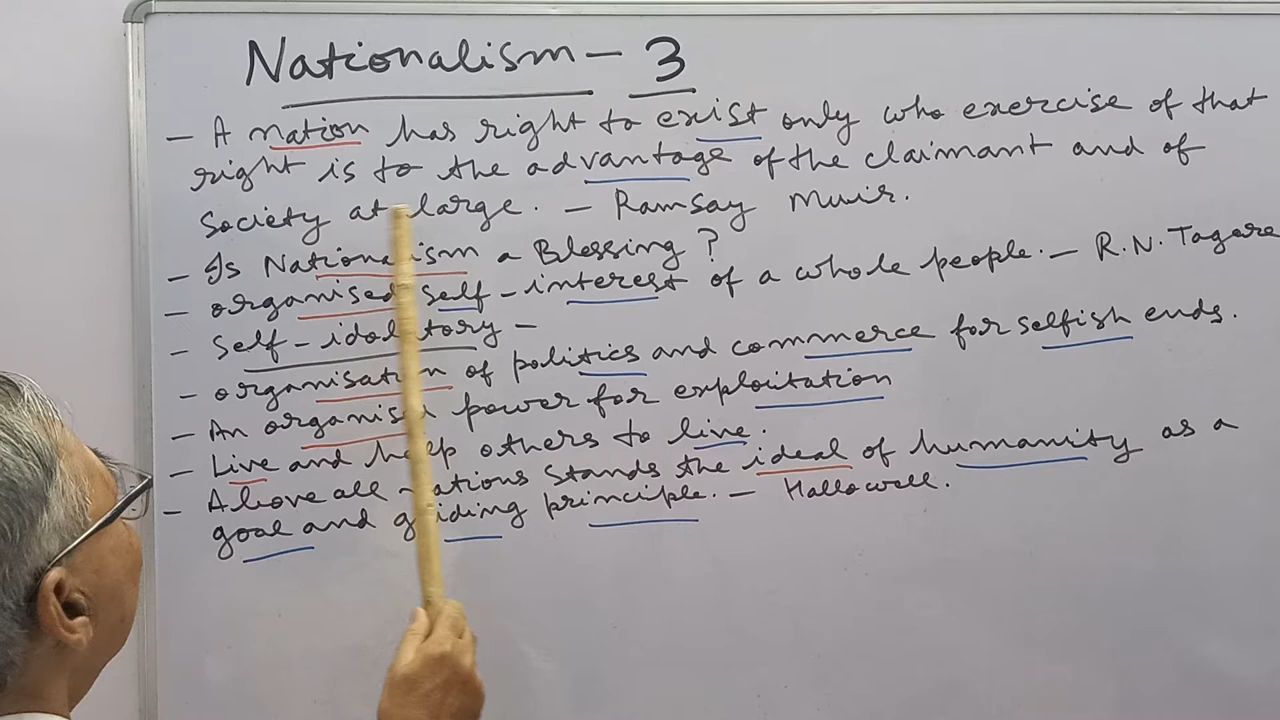 Nationalism - 3
- A nation has right to exist only who exercise of that
right is to the advantage of the claimant and of
Society at large. - Ramsay Muir.
- Is Nationalism a Blessing?
- organised self-interest of a whole people. - R.N. Tagore
- Self-idolatory -
- organisation of politics and commerce for selfish ends.
- An organised power for exploitation
- Live and help others to live.
- Above all nations stands the ideal of humanity as a
goal and guiding principle. - Hallowell.